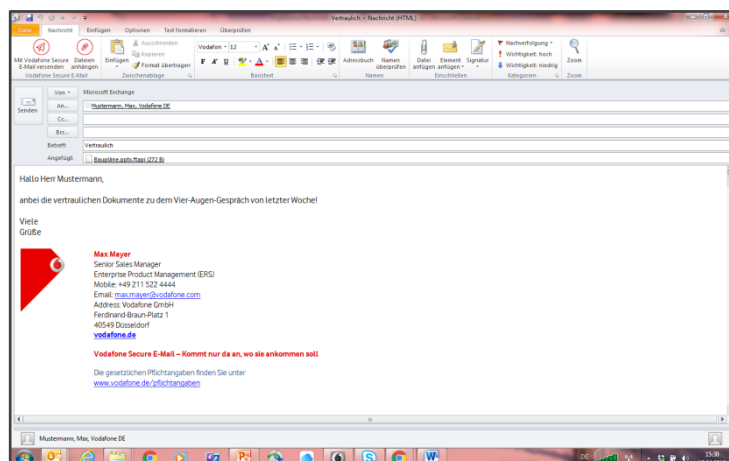 Vertraulich - Nachricht (HTML)
Datei Nachricht Einfügen Optionen Text formatieren Überprüfen
Mit Vodafone Secure E-Mail versenden
Dateien anhängen
Vodafone Secure E-Mail
Einfügen
Ausschneiden
Kopieren
Format übertragen
Zwischenablage
Vodafon 12
F K U
Basistext
Adressbuch
Namen überprüfen
Namen
Datei anfügen
Element anfügen
Signatur
Einschließen
Nachverfolgung
Wichtigkeit: hoch
Wichtigkeit: niedrig
Kategorien
Zoom
Zoom
Senden
Von Microsoft Exchange
An... Mustermann, Max, Vodafone DE
Cc...
Bcc...
Betreff: Vertraulich
Angefügt: Baupläne.pptx.ftapi (272 B)
Hallo Herr Mustermann,
anbei die vertraulichen Dokumente zu dem Vier-Augen-Gespräch von letzter Woche!
Viele
Grüße
Max Mayer
Senior Sales Manager
Enterprise Product Management (ERS)
Mobile: +49 211 522 4444
Email: max.mayer@vodafone.com
Address: Vodafone GmbH
Ferdinand-Braun-Platz 1
40549 Düsseldorf
vodafone.de
Vodafone Secure E-Mail – Kommt nur da an, wo sie ankommen soll
Die gesetzlichen Pflichtangaben finden Sie unter
www.vodafone.de/pflichtangaben
Mustermann, Max, Vodafone DE
DE
15:30